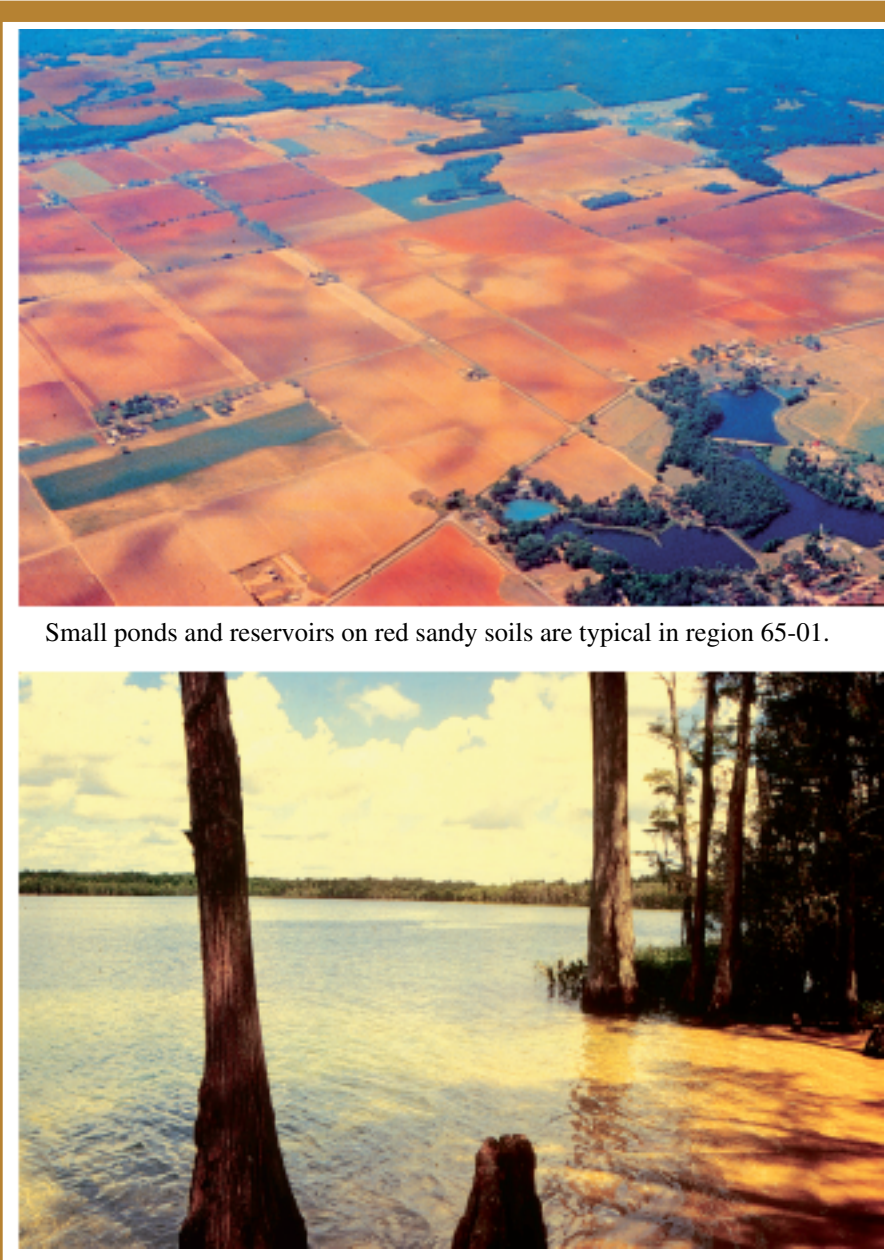 Small ponds and reservoirs on red sandy soils are typical in region 65-01.